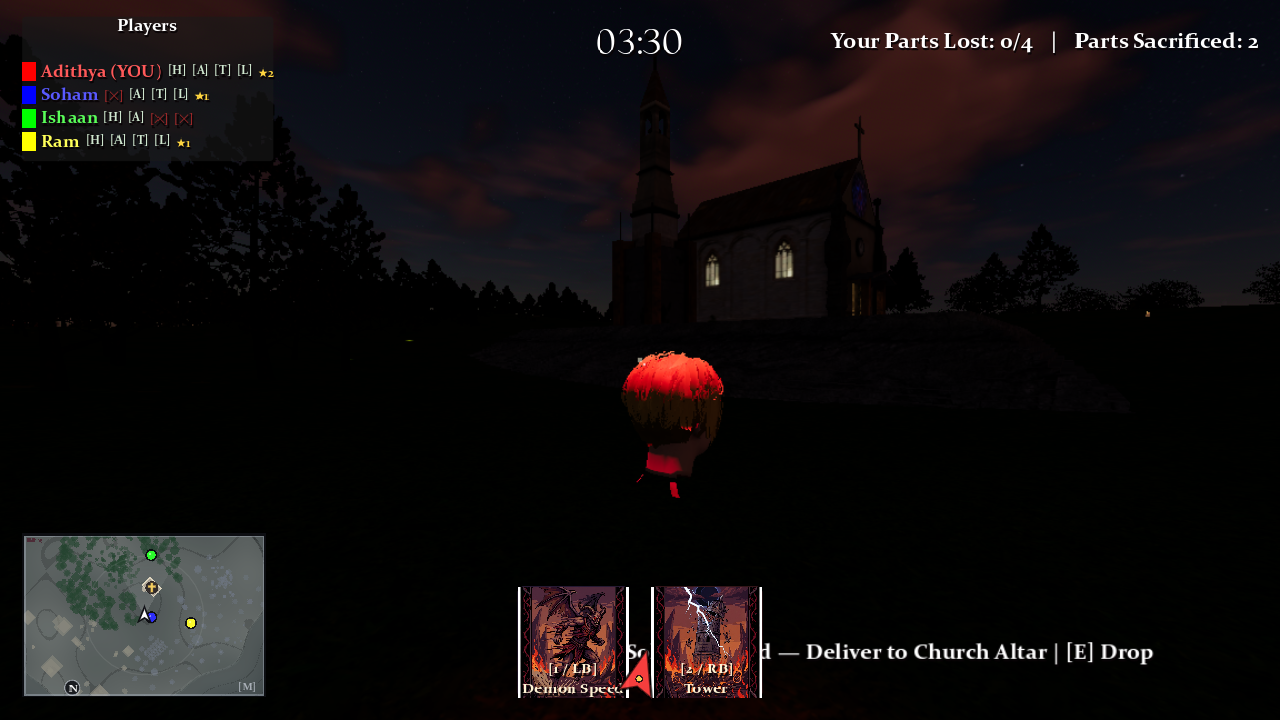 Players
Adithya (YOU) [H] [A] [T] [L] ★2
Soham [X] [A] [T] [L] ★1
Ishaan [H] [A] [X] [X]
Ram [H] [A] [T] [L] ★1
03:30
Your Parts Lost: 0/4 | Parts Sacrificed: 2
N
[M]
[1 / LB]
Demon Speed
[2 / RB]
Tower
— Deliver to Church Altar | [E] Drop